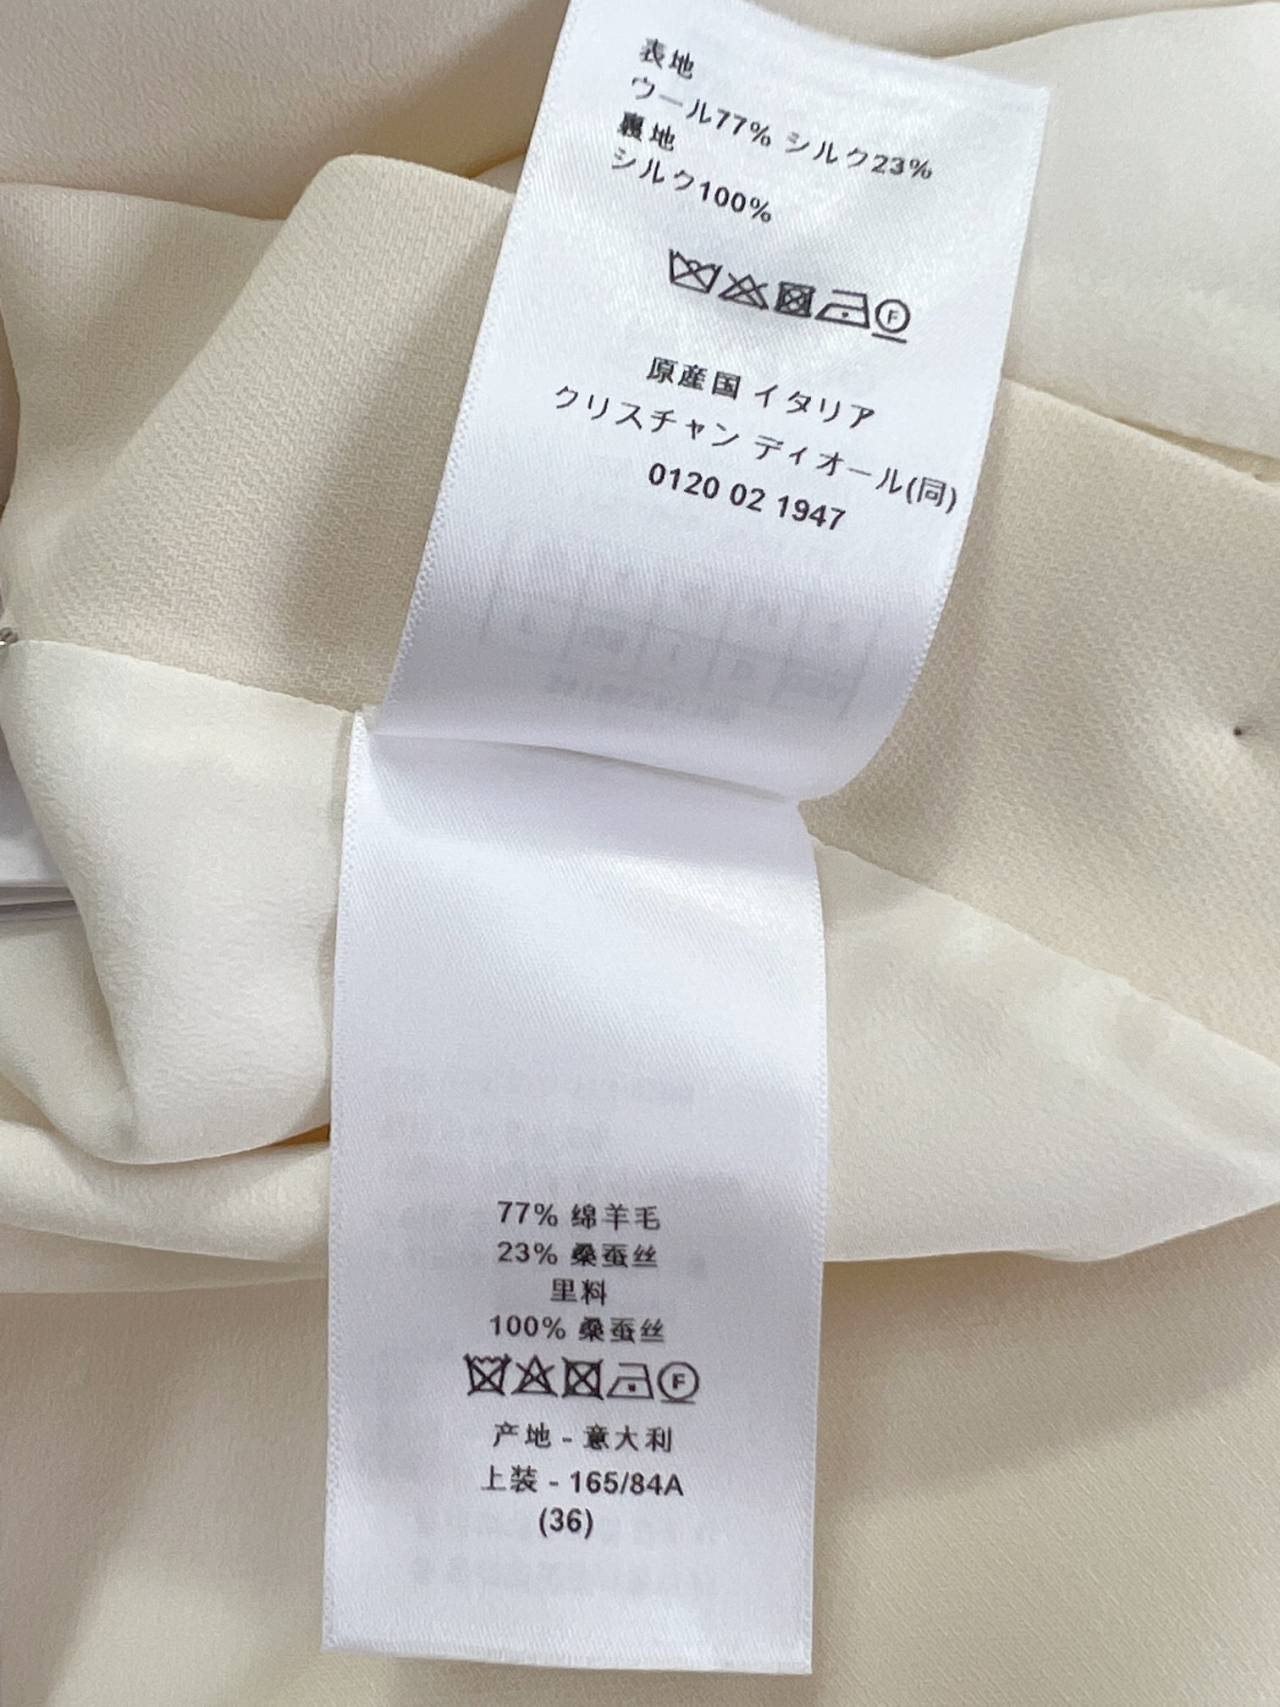 表地
ウール77% シルク23%
裏地
シルク100%
F
原産国 イタリア
クリスチャン ディオール(同)
0120 02 1947
77% 绵羊毛
23% 桑蚕丝
里料
100% 桑蚕丝
F
产地 - 意大利
上装 - 165/84A
(36)